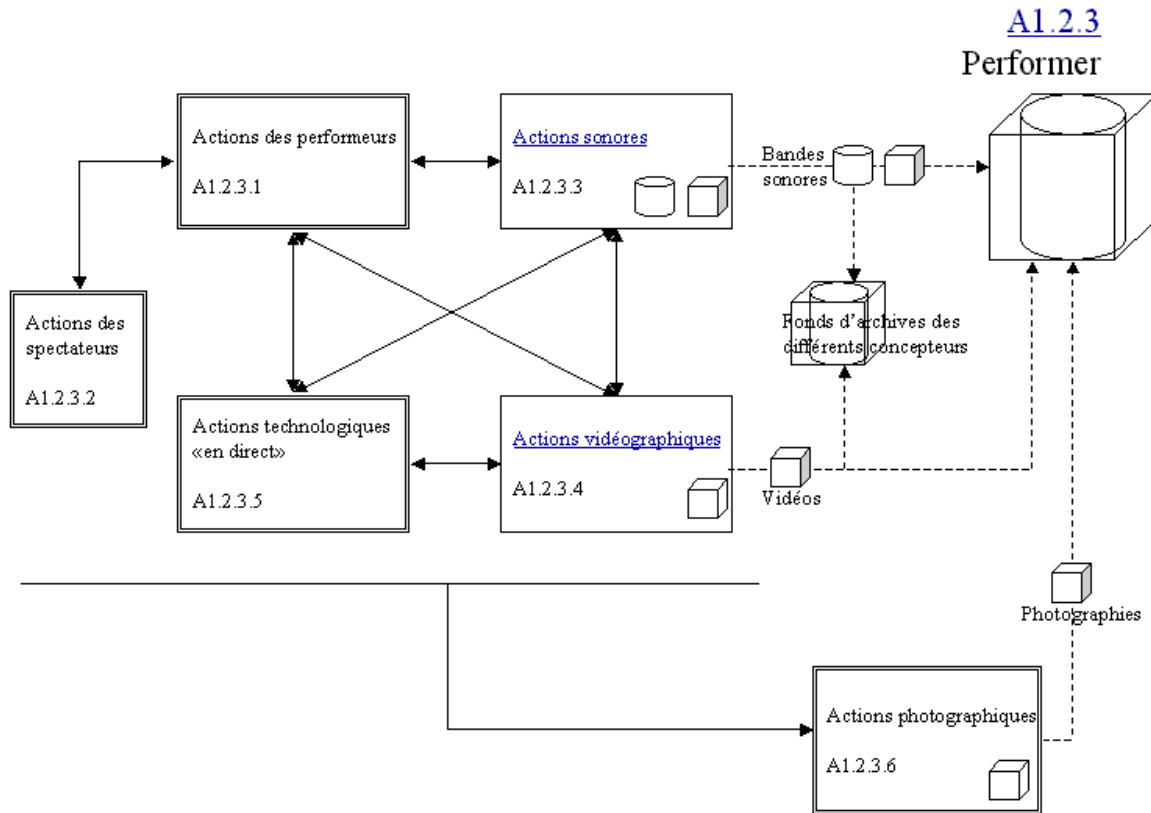 A1.2.3
Performer
Actions des performeurs
A1.2.3.1
Actions sonores
A1.2.3.3
Bandes
sonores
Actions des
spectateurs
A1.2.3.2
Fonds d'archives des
différents concepteurs
Actions technologiques
«en direct»
A1.2.3.5
Actions vidéographiques
A1.2.3.4
Vidéos
Photographies
Actions photographiques
A1.2.3.6